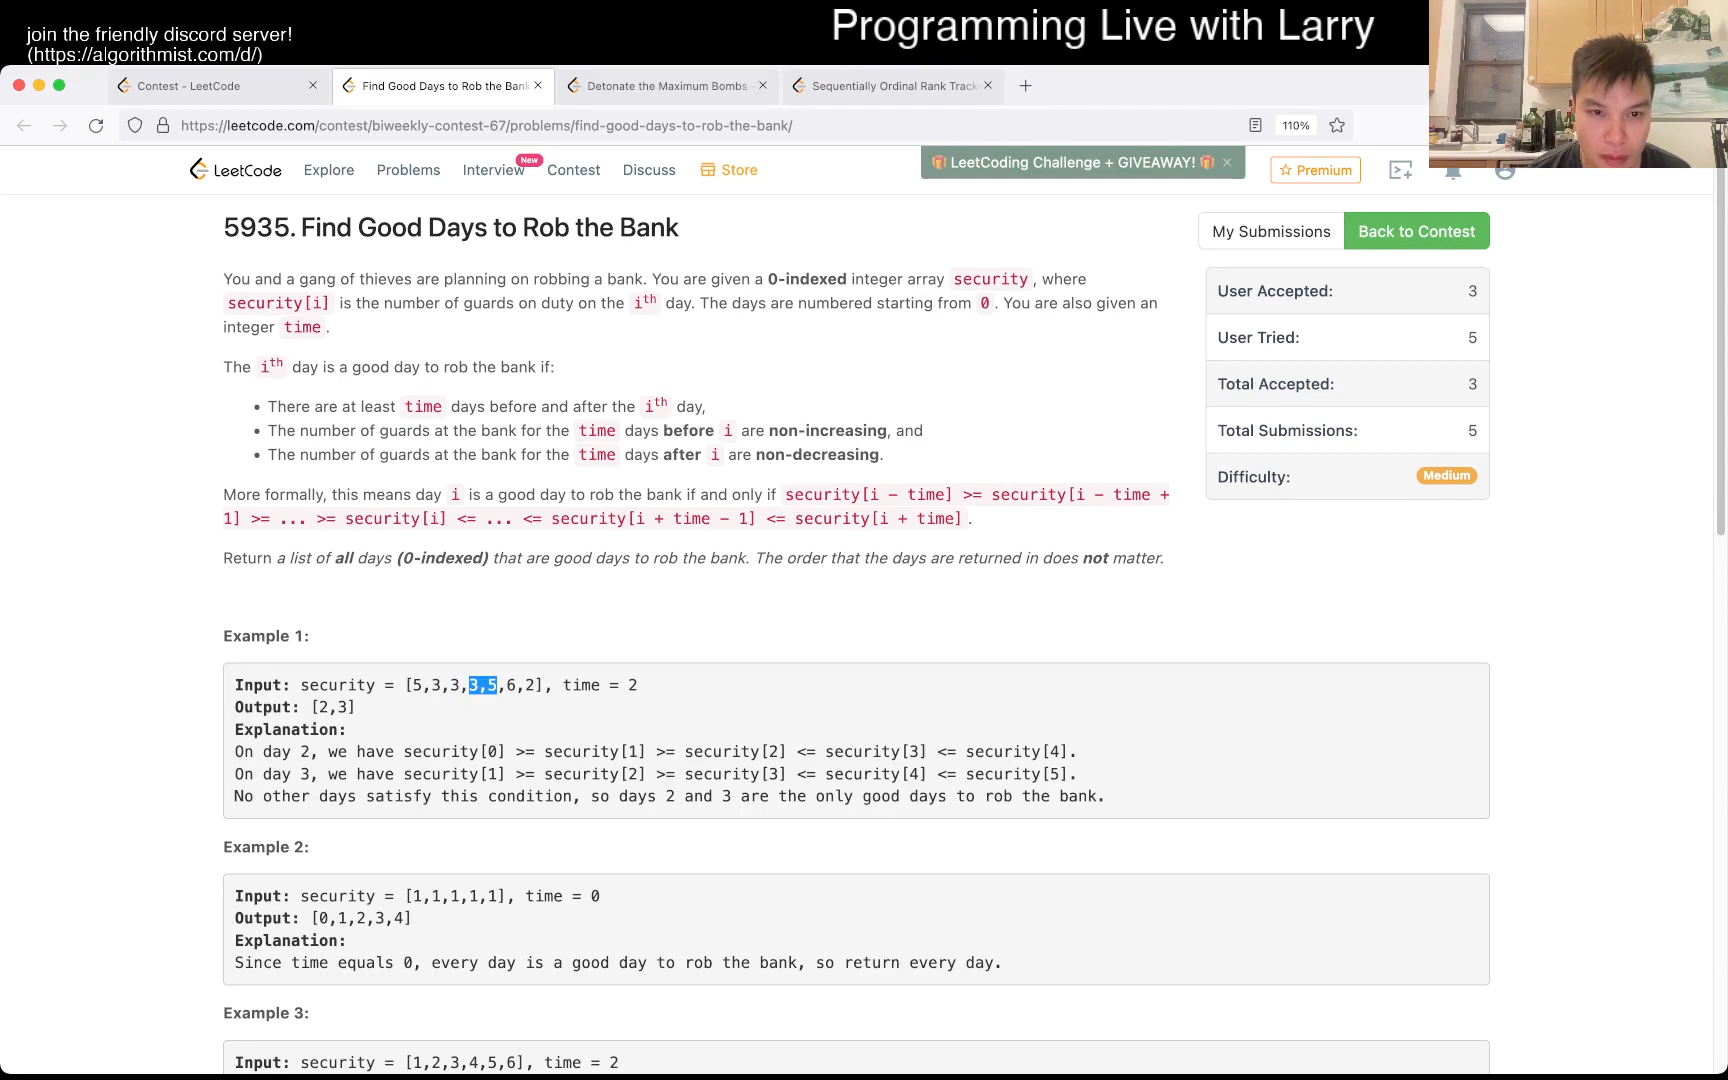 join the friendly discord server!
(https://algorithmist.com/d/)
Programming Live with Larry
Contest - LeetCode
Find Good Days to Rob the Bank
Detonate the Maximum Bombs -
Sequentially Ordinal Rank Track
https://leetcode.com/contest/biweekly-contest-67/problems/find-good-days-to-rob-the-bank/
110%
LeetCode
Explore
Problems
Interview
New
Contest
Discuss
Store
LeetCoding Challenge + GIVEAWAY!
Premium
5935. Find Good Days to Rob the Bank
My Submissions
Back to Contest
You and a gang of thieves are planning on robbing a bank. You are given a 0-indexed integer array security, where
security[i] is the number of guards on duty on the ith day. The days are numbered starting from 0. You are also given an
integer time.
The ith day is a good day to rob the bank if:
• There are at least time days before and after the ith day,
• The number of guards at the bank for the time days before i are non-increasing, and
• The number of guards at the bank for the time days after i are non-decreasing.
More formally, this means day i is a good day to rob the bank if and only if security[i - time] >= security[i - time +
1] >= ... >= security[i] <= ... <= security[i + time - 1] <= security[i + time].
Return a list of all days (0-indexed) that are good days to rob the bank. The order that the days are returned in does not matter.
User Accepted: 3
User Tried: 5
Total Accepted: 3
Total Submissions: 5
Difficulty: Medium
Example 1:
Input: security = [5,3,3,3,5,6,2], time = 2
Output: [2,3]
Explanation:
On day 2, we have security[0] >= security[1] >= security[2] <= security[3] <= security[4].
On day 3, we have security[1] >= security[2] >= security[3] <= security[4] <= security[5].
No other days satisfy this condition, so days 2 and 3 are the only good days to rob the bank.
Example 2:
Input: security = [1,1,1,1,1], time = 0
Output: [0,1,2,3,4]
Explanation:
Since time equals 0, every day is a good day to rob the bank, so return every day.
Example 3:
Input: security = [1,2,3,4,5,6], time = 2